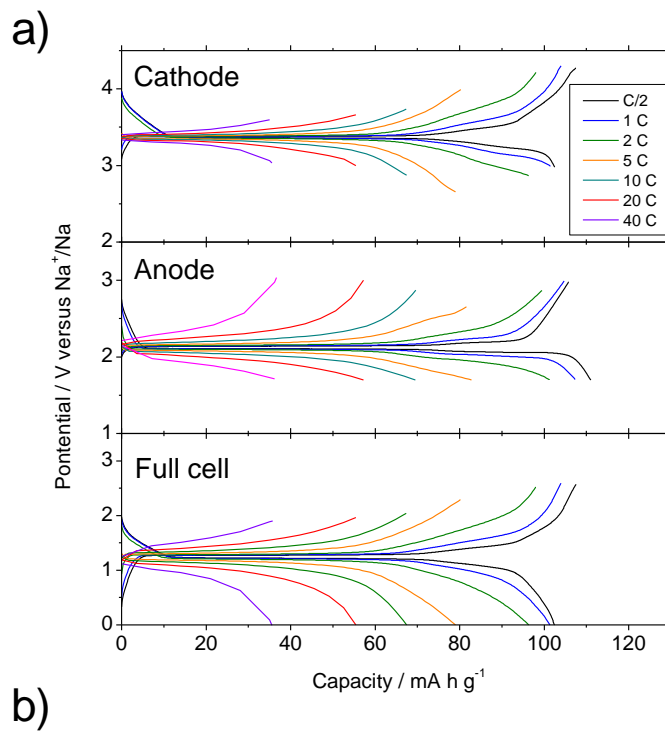 a)
Cathode
4
3
2
C/2
1 C
2 C
5 C
10 C
20 C
40 C
Anode
3
2
1
Pontential / V versus Na⁺/Na
Full cell
3
2
1
0
0 20 40 60 80 100 120
Capacity / mA h g⁻¹
b)